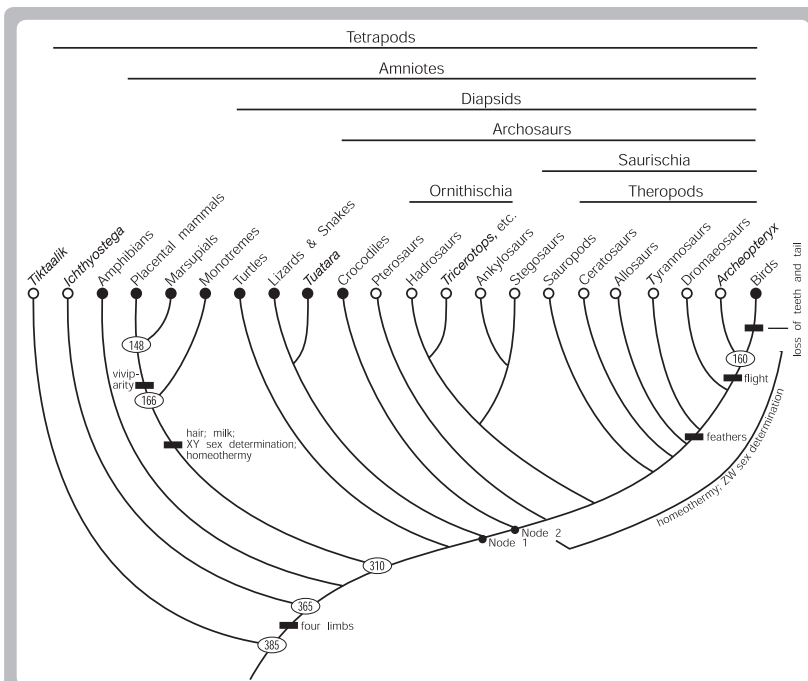 Tetrapods
Amniotes
Diapsids
Archosaurs
Saurischia
Ornithischia
Theropods
Tiktaalik
Ichthyostega
Amphibians
Placental mammals
Marsupials
Monotremes
Turtles
Lizards & Snakes
Tuatara
Crocodiles
Pterosaurs
Hadrosaurs
Tricerotops, etc.
Ankylosaurs
Stegosaurs
Sauropods
Ceratosaurs
Allosaurs
Tyrannosaurs
Dromaeosaurs
Archeopteryx
Birds
loss of teeth and tail
148
160
vivip-
arity
flight
166
hair; milk;
XY sex determination;
homeothermy
feathers
homeothermy; ZW sex determination
Node 2
Node
1
310
365
four limbs
385